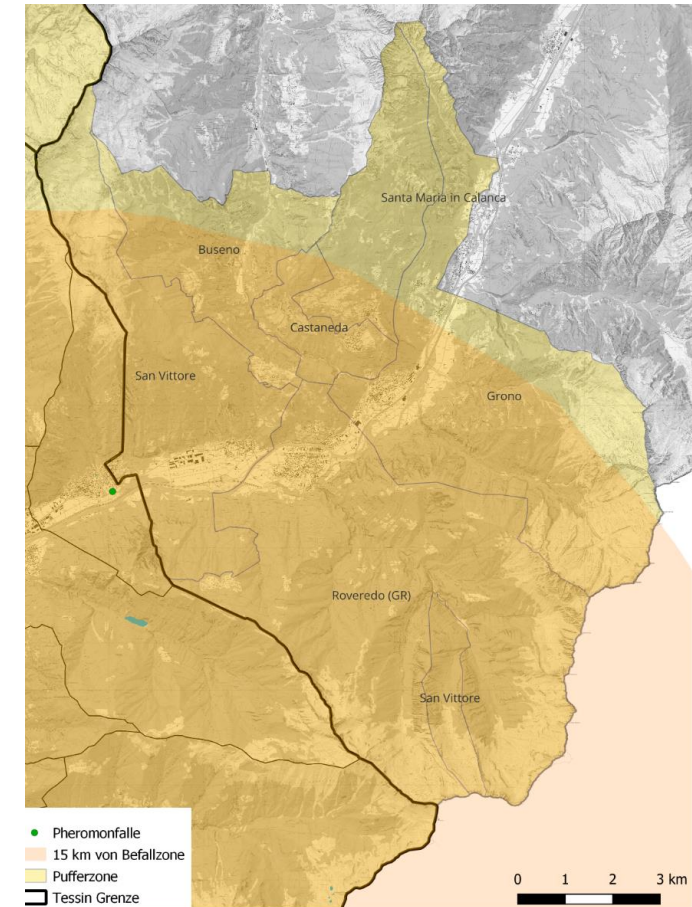 Santa Maria in Calanca
Buseno
Castaneda
San Vittore
Grono
Roveredo (GR)
San Vittore
Pheromonfalle
15 km von Befallzone
Pufferzone
Tessin Grenze
0 1 2 3 km